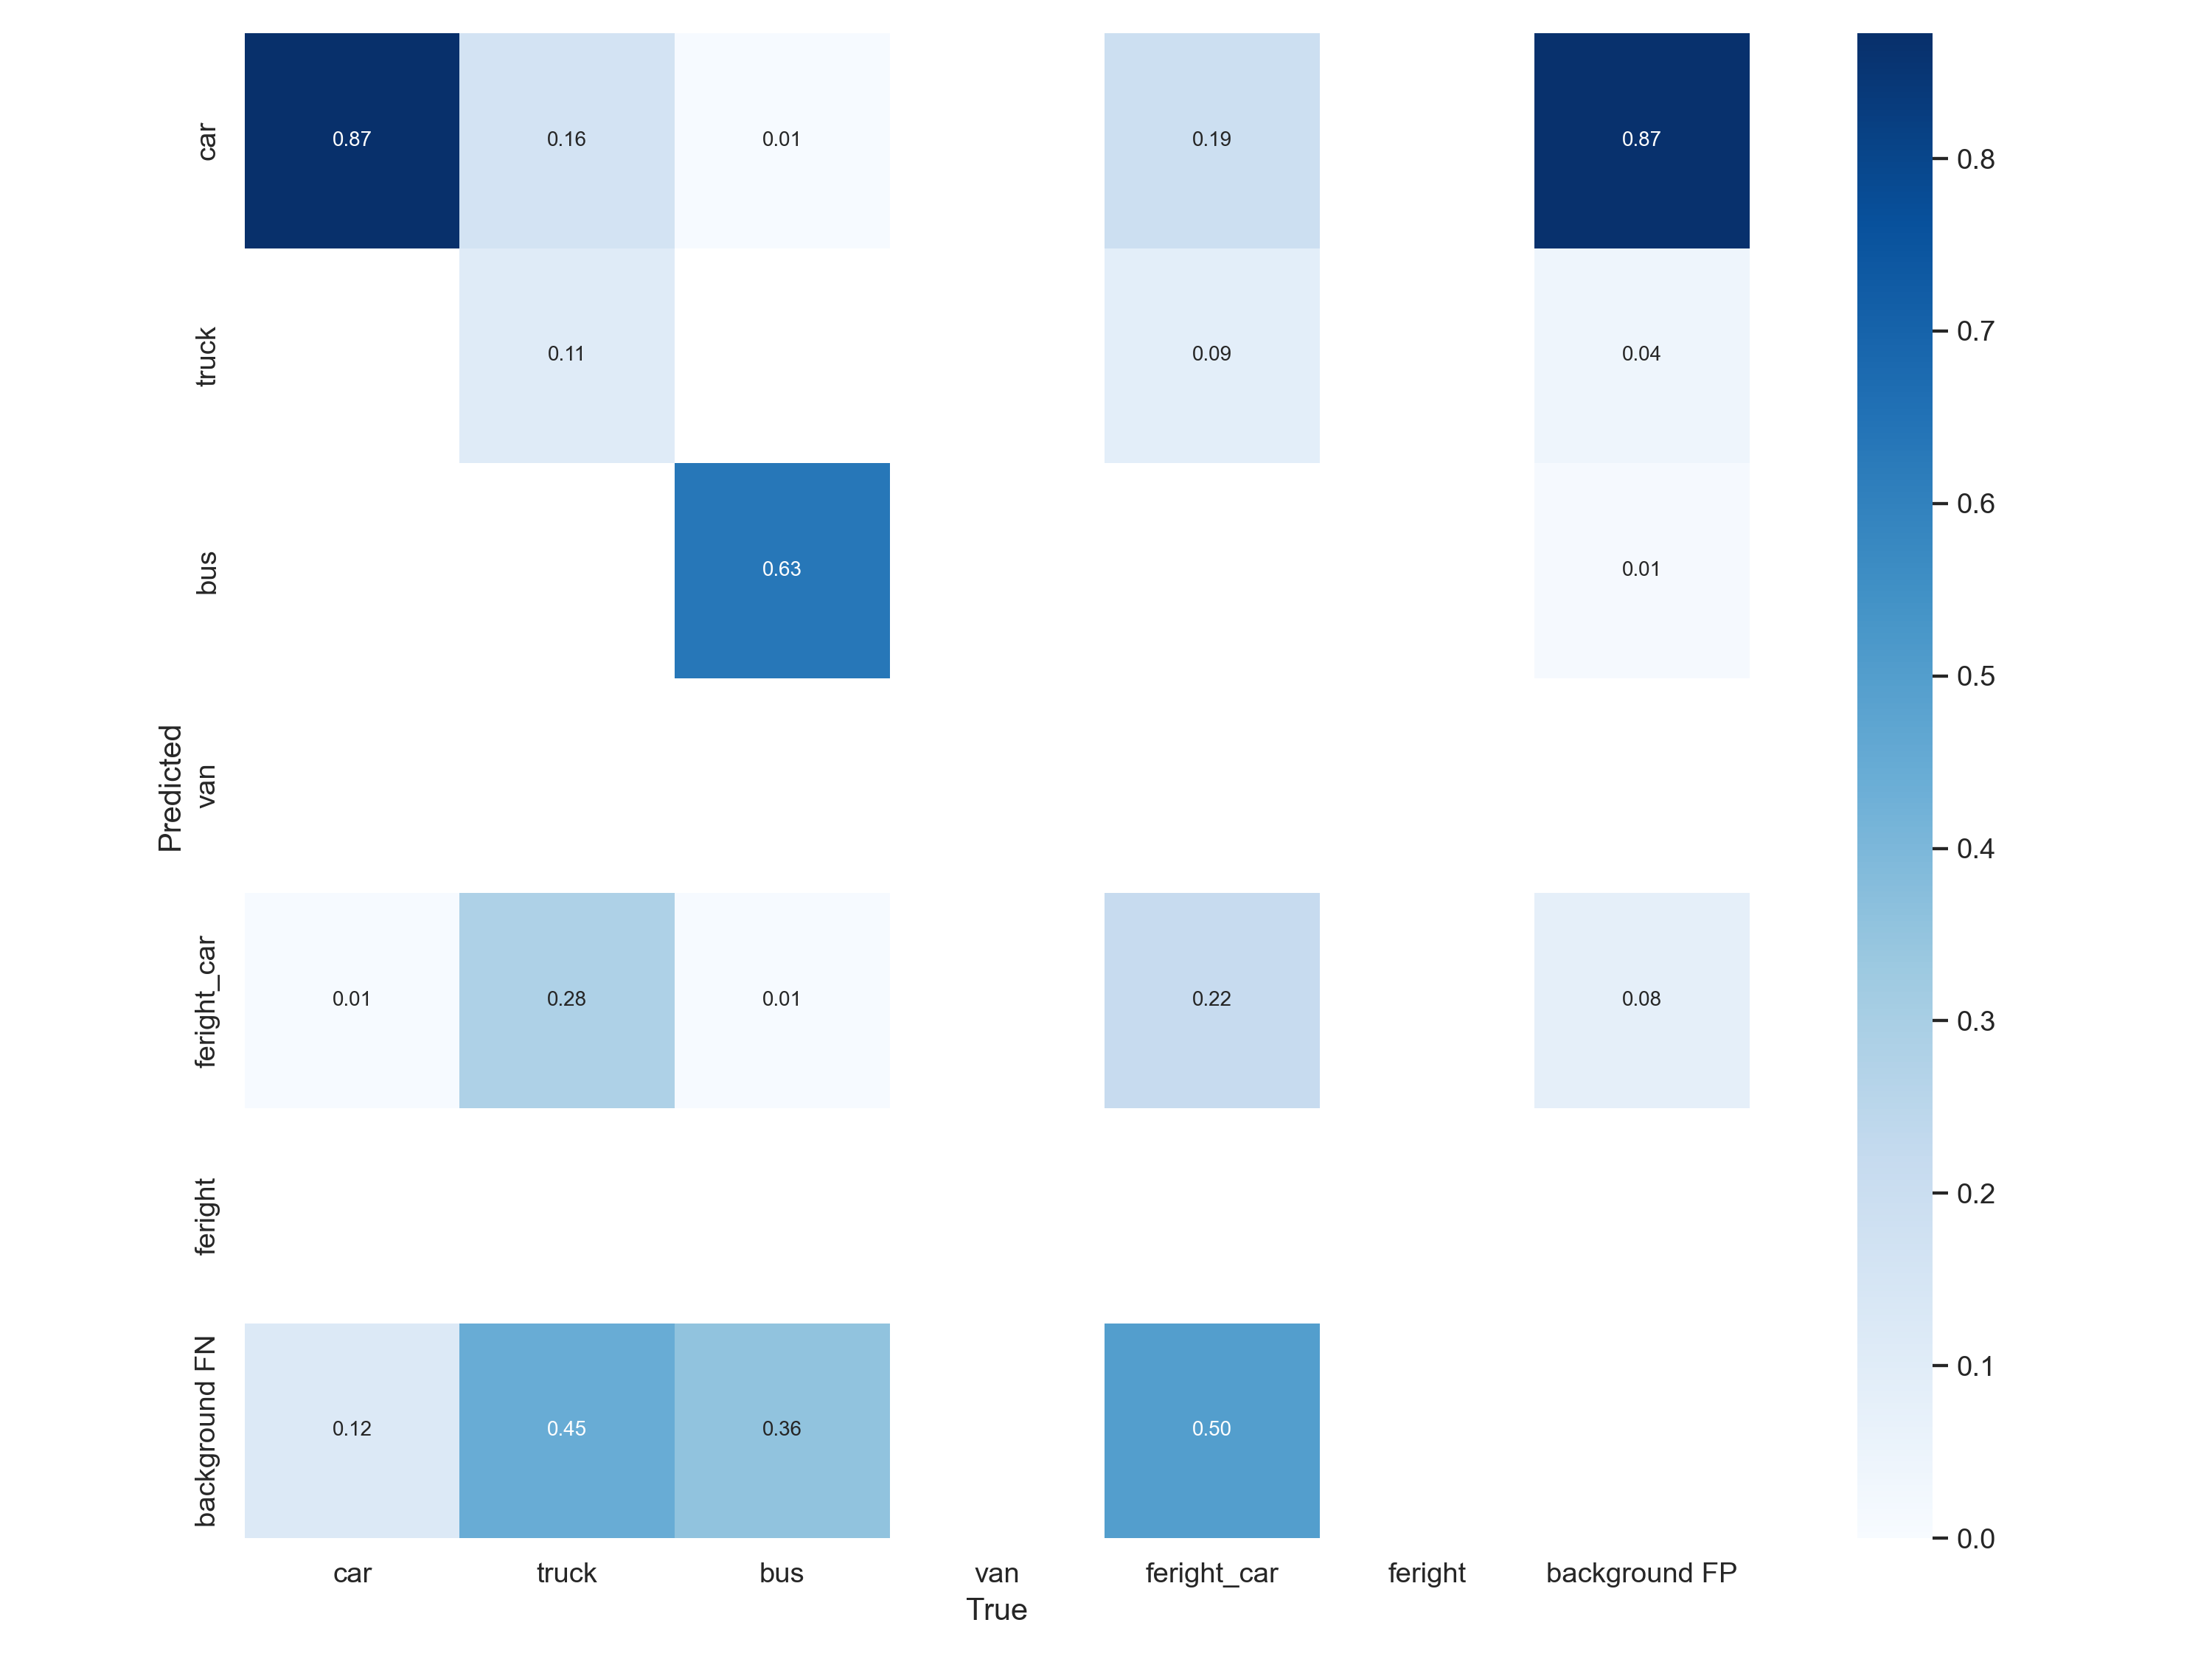 car 0.87 0.16 0.01 0.19 0.87
truck 0.11 0.09 0.04
bus 0.63 0.01
van
feright_car 0.01 0.28 0.01 0.22 0.08
feright
background FN 0.12 0.45 0.36 0.50
Predicted
car truck bus van feright_car feright background FP
True
0.8
0.7
0.6
0.5
0.4
0.3
0.2
0.1
0.0